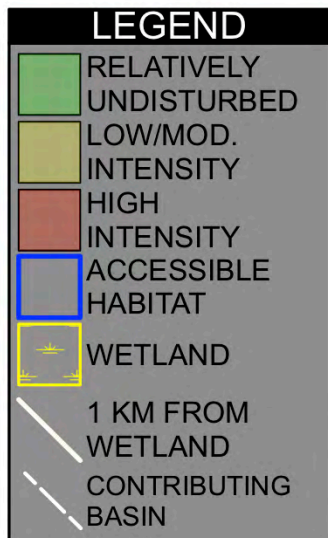 LEGEND
RELATIVELY
UNDISTURBED
LOW/MOD.
INTENSITY
HIGH
INTENSITY
ACCESSIBLE
HABITAT
WETLAND
1 KM FROM
WETLAND
CONTRIBUTING
BASIN